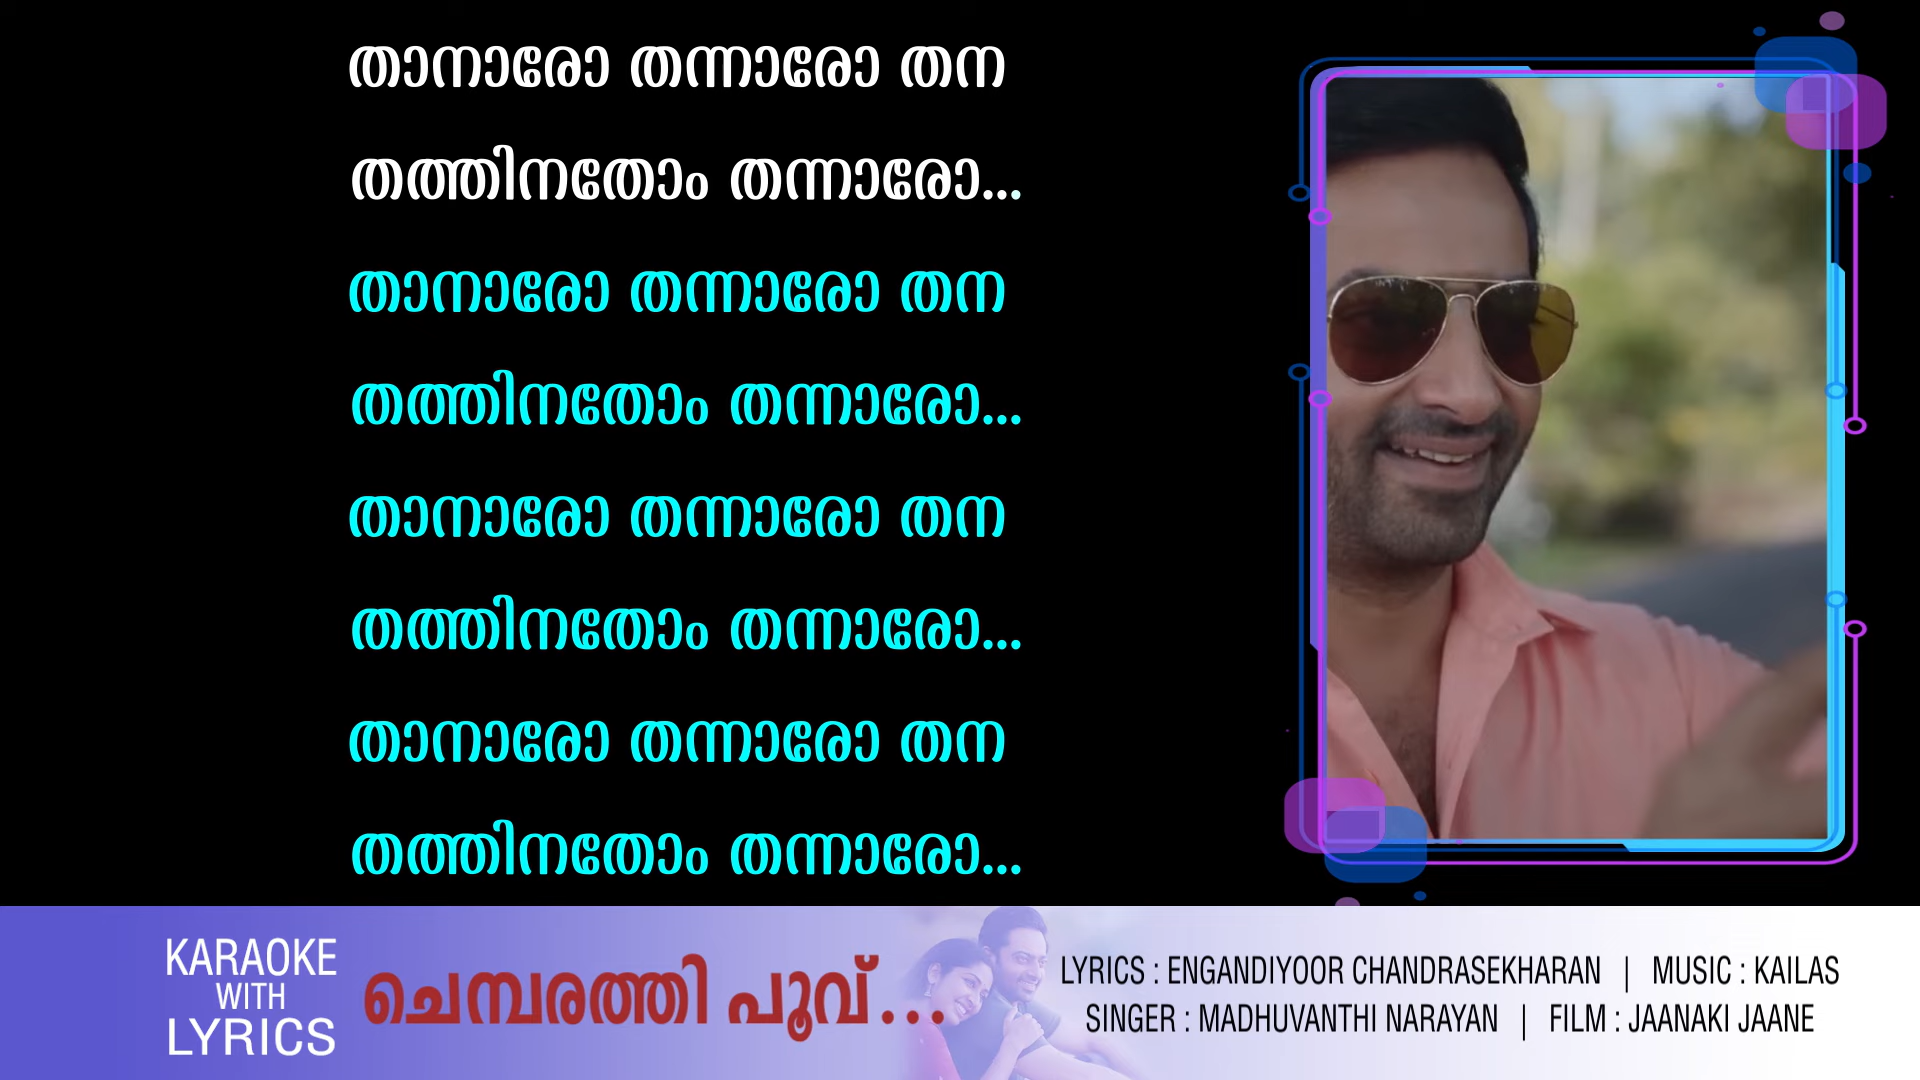 താനാരോ തന്നാരോ തന
തത്തിനതോം തന്നാരോ...
താനാരോ തന്നാരോ തന
തത്തിനതോം തന്നാരോ...
താനാരോ തന്നാരോ തന
തത്തിനതോം തന്നാരോ...
താനാരോ തന്നാരോ തന
തത്തിനതോം തന്നാരോ...
KARAOKE
WITH
LYRICS
ചെമ്പരത്തി പൂവ്...
LYRICS : ENGANDIYOOR CHANDRASEKHARAN | MUSIC : KAILAS
SINGER : MADHUVANTHI NARAYAN | FILM : JAANAKI JAANE